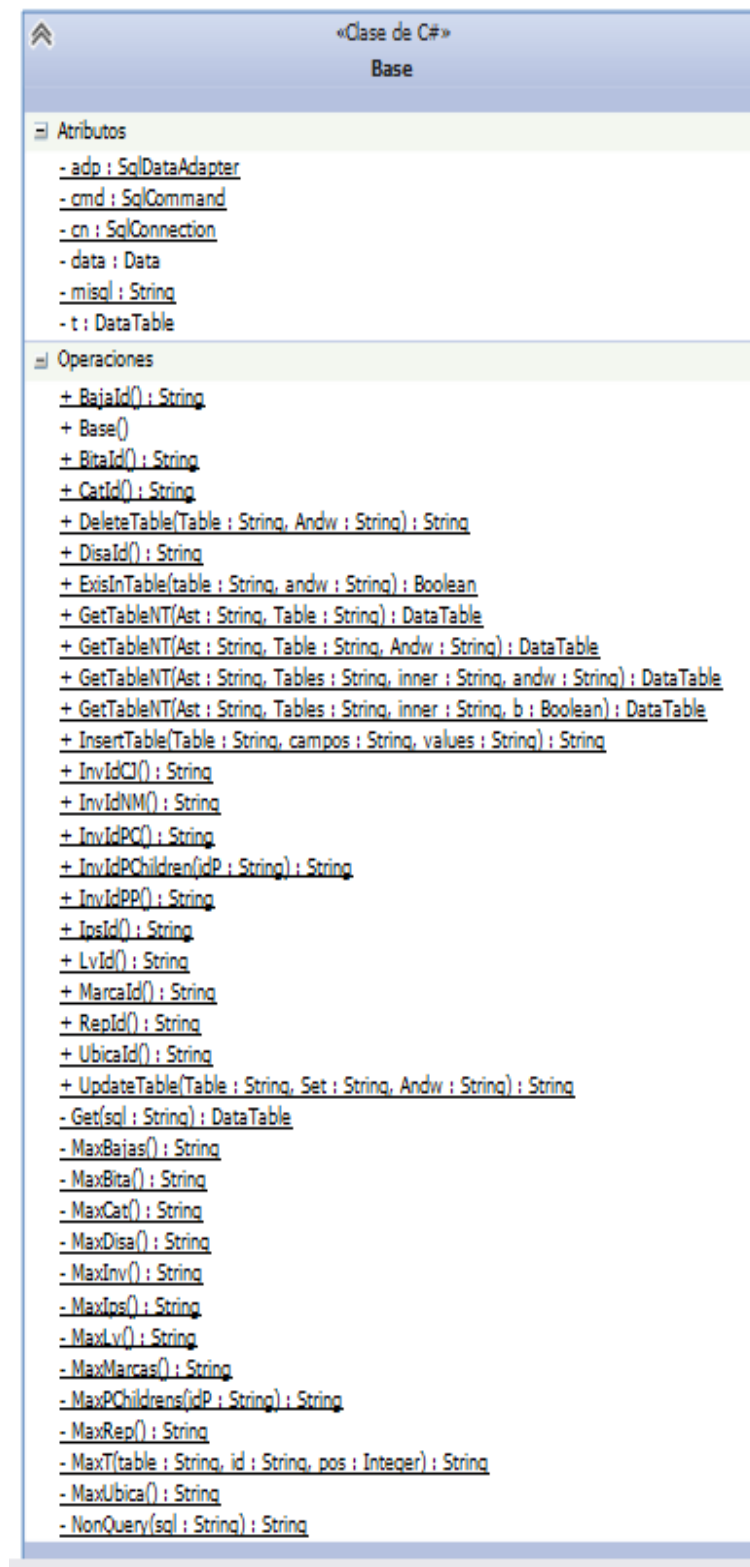 «Clase de C#»
Base
Atributos
- adp : SqlDataAdapter
- cmd : SqlCommand
- cn : SqlConnection
- data : Data
- misql : String
- t : DataTable
Operaciones
+ BajaId() : String
+ Base()
+ BitaId() : String
+ CatId() : String
+ DeleteTable(Table : String, Andw : String) : String
+ DisaId() : String
+ ExisInTable(table : String, andw : String) : Boolean
+ GetTableNT(Ast : String, Table : String) : DataTable
+ GetTableNT(Ast : String, Table : String, Andw : String) : DataTable
+ GetTableNT(Ast : String, Tables : String, inner : String, andw : String) : DataTable
+ GetTableNT(Ast : String, Tables : String, inner : String, b : Boolean) : DataTable
+ InsertTable(Table : String, campos : String, values : String) : String
+ InvIdCJ() : String
+ InvIdNM() : String
+ InvIdPC() : String
+ InvIdPChildren(idP : String) : String
+ InvIdPP() : String
+ IpsId() : String
+ LvId() : String
+ MarcaId() : String
+ RepId() : String
+ UbicaId() : String
+ UpdateTable(Table : String, Set : String, Andw : String) : String
- Get(sql : String) : DataTable
- MaxBajas() : String
- MaxBita() : String
- MaxCat() : String
- MaxDisa() : String
- MaxInv() : String
- MaxIps() : String
- MaxLv() : String
- MaxMarcas() : String
- MaxPChildrens(idP : String) : String
- MaxRep() : String
- MaxT(table : String, id : String, pos : Integer) : String
- MaxUbica() : String
- NonQuery(sql : String) : String